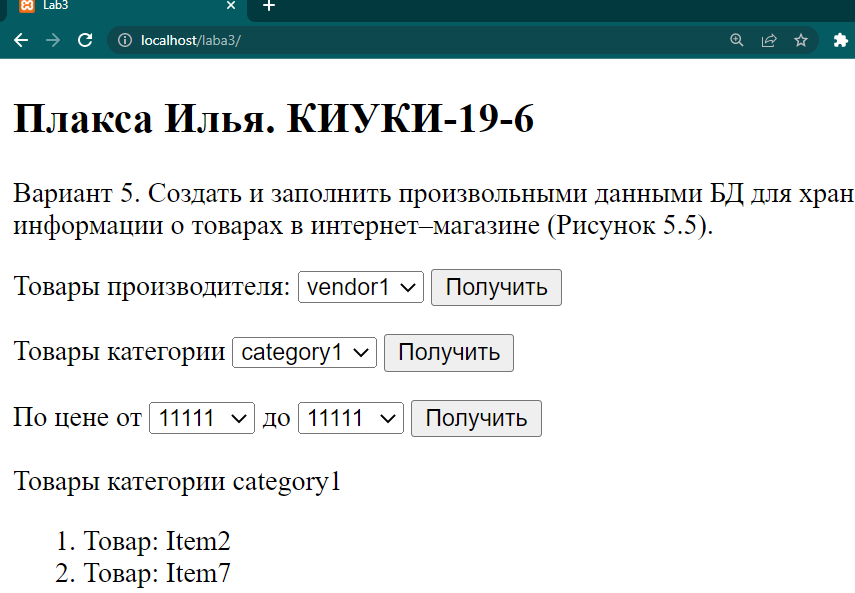 Lab3
localhost/laba3/
Плакса Илья. КИУКИ-19-6
Вариант 5. Создать и заполнить произвольными данными БД для хран
информации о товарах в интернет–магазине (Рисунок 5.5).
Товары производителя: vendor1 Получить
Товары категории category1 Получить
По цене от 11111 до 11111 Получить
Товары категории category1
1. Товар: Item2
2. Товар: Item7